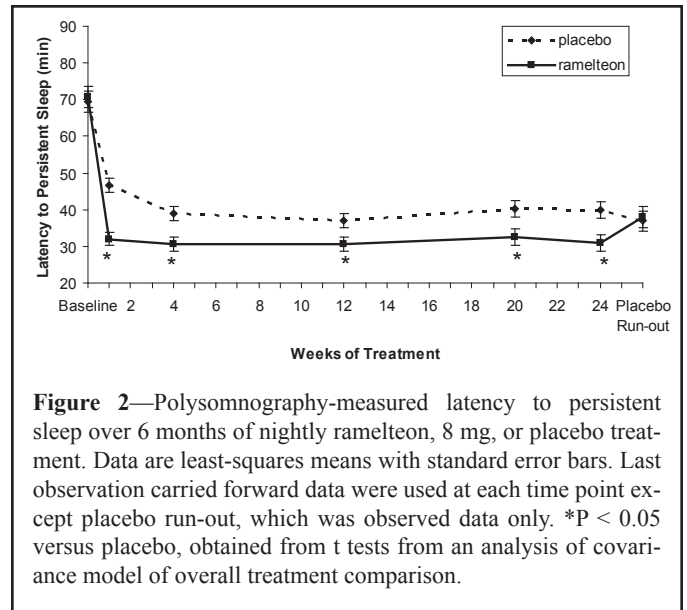 90
80
70
60
50
40
30
20
Latency to Persistent Sleep (min)
placebo
ramelteon
* * * * *
Baseline 2 4 6 8 10 12 14 16 18 20 22 24 Placebo
Run-out
Weeks of Treatment
Figure 2—Polysomnography-measured latency to persistent
sleep over 6 months of nightly ramelteon, 8 mg, or placebo treat-
ment. Data are least-squares means with standard error bars. Last
observation carried forward data were used at each time point ex-
cept placebo run-out, which was observed data only. *P < 0.05
versus placebo, obtained from t tests from an analysis of covari-
ance model of overall treatment comparison.